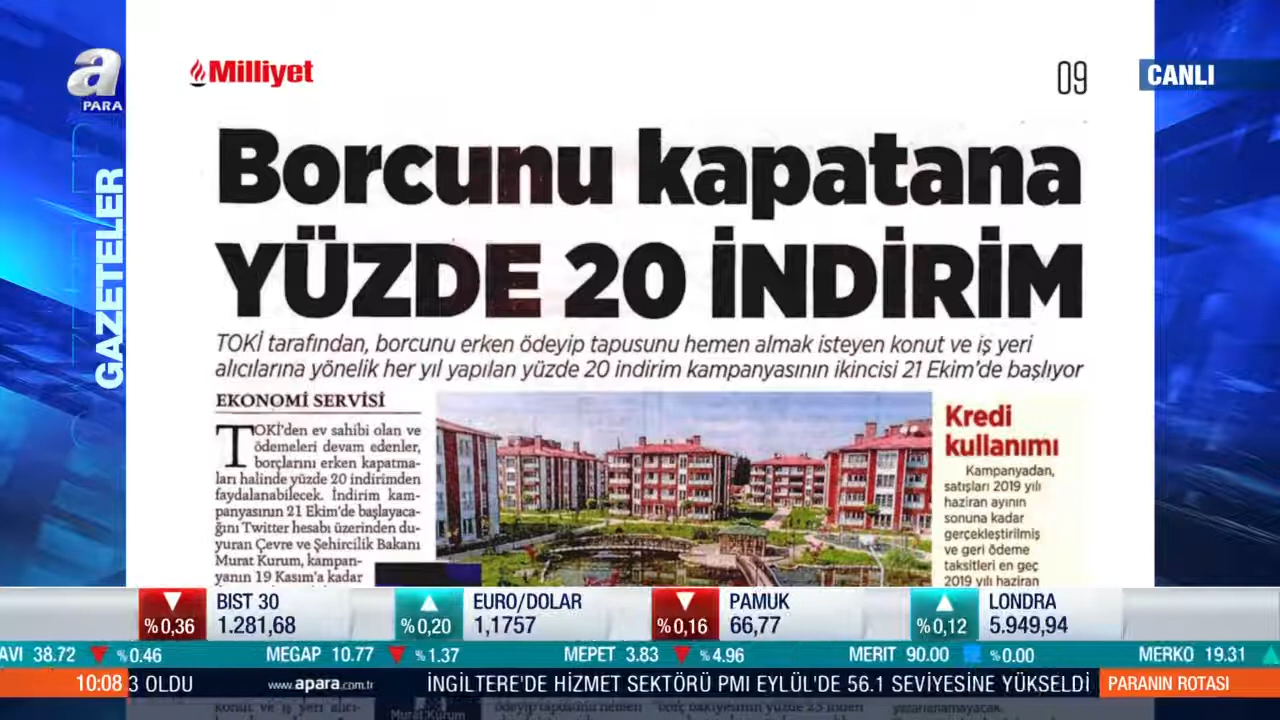 a
PARA
GAZETELER
Milliyet
09
CANLI
Borcunu kapatana
YÜZDE 20 İNDİRİM
TOKİ tarafından, borcunu erken ödeyip tapusunu hemen almak isteyen konut ve iş yeri
alıcılarına yönelik her yıl yapılan yüzde 20 indirim kampanyasının ikincisi 21 Ekim'de başlıyor
EKONOMİ SERVİSİ
TOKİ'den ev sahibi olan ve
ödemeleri devam edenler,
borçlarını erken kapatma-
ları halinde yüzde 20 indirimden
faydalanabilecek. İndirim kam-
panyasının 21 Ekim'de başlayaca-
ğını Twitter hesabı üzerinden du-
yuran Çevre ve Şehircilik Bakanı
Murat Kurum, kampan-
yanın 19 Kasım'a kadar
Kredi
kullanımı
Kampanyadan,
satışları 2019 yılı
haziran ayının
sonuna kadar
gerçekleştirilmiş
ve geri ödeme
taksitleri en geç
2019 yılı haziran
%0,36 BIST 30 1.281,68
%0,20 EURO/DOLAR 1,1757
%0,16 PAMUK 66,77
%0,12 LONDRA 5.949,94
AVI 38.72 %0.46 MEGAP 10.77 %1.37 MEPET 3.83 %4.96 MERIT 90.00 %0.00 MERKO 19.31
10:08 3 OLDU www.apara.com.tr İNGİLTERE'DE HİZMET SEKTÖRÜ PMI EYLÜL'DE 56.1 SEVİYESİNE YÜKSELDİ PARANIN ROTASI
Murat Kurum